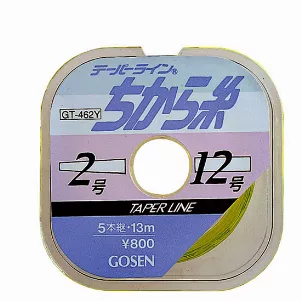 テーパーライン®
GT-462Y
ちから糸
2号 12号
TAPER LINE
5本継・13m
¥800
GOSEN